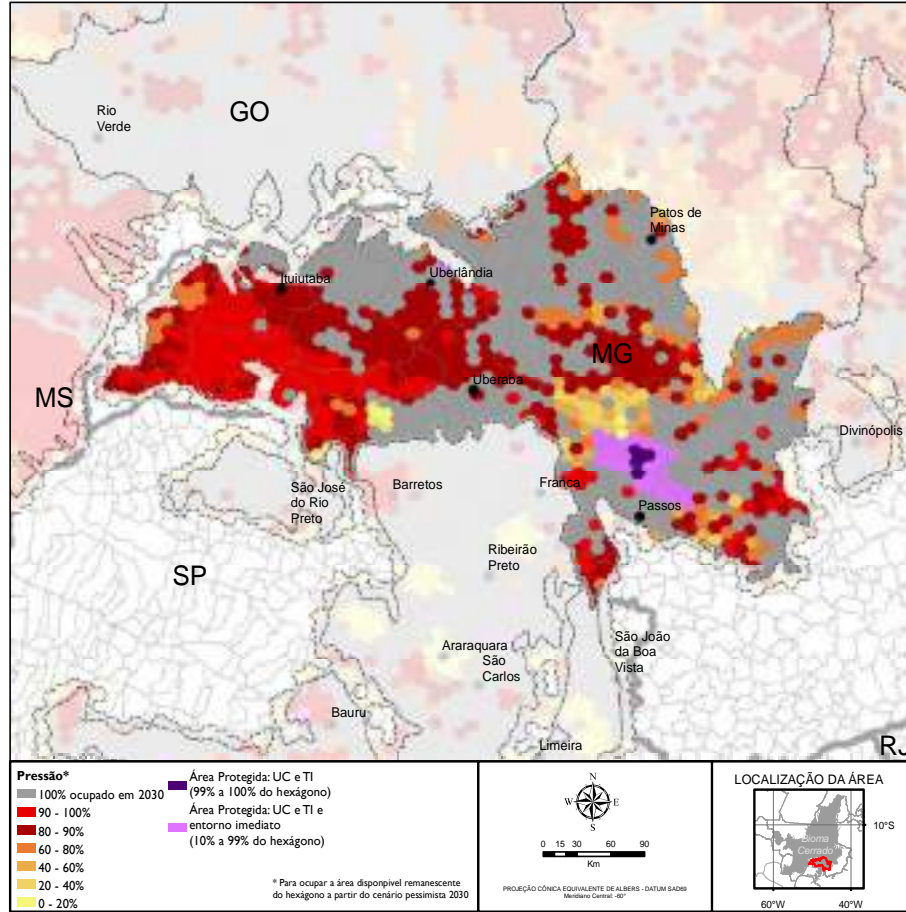 GO
Rio
Verde
Patos de
Minas
Ituiutaba
Uberlândia
MG
MS
Uberaba
Divinópolis
São José
do Rio
Preto
Barretos
Franca
Passos
Ribeirão
Preto
SP
São João
da Boa
Vista
Araraquara
São
Carlos
Bauru
Limeira
RJ
Pressão*
100% ocupado em 2030
90 - 100%
80 - 90%
60 - 80%
40 - 60%
20 - 40%
0 - 20%
Área Protegida: UC e TI
(99% a 100% do hexágono)
Área Protegida: UC e TI e
entorno imediato
(10% a 99% do hexágono)
* Para ocupar a área disponpivel remanescente
do hexágono a partir do cenário pessimista 2030
N
W E
S
0 15 30 60 90
Km
PROJEÇÃO CÔNICA EQUIVALENTE DE ALBERS - DATUM SAD69
Meridiano Central: -60°
LOCALIZAÇÃO DA ÁREA
10°S
Bioma
Cerrado
60°W 40°W